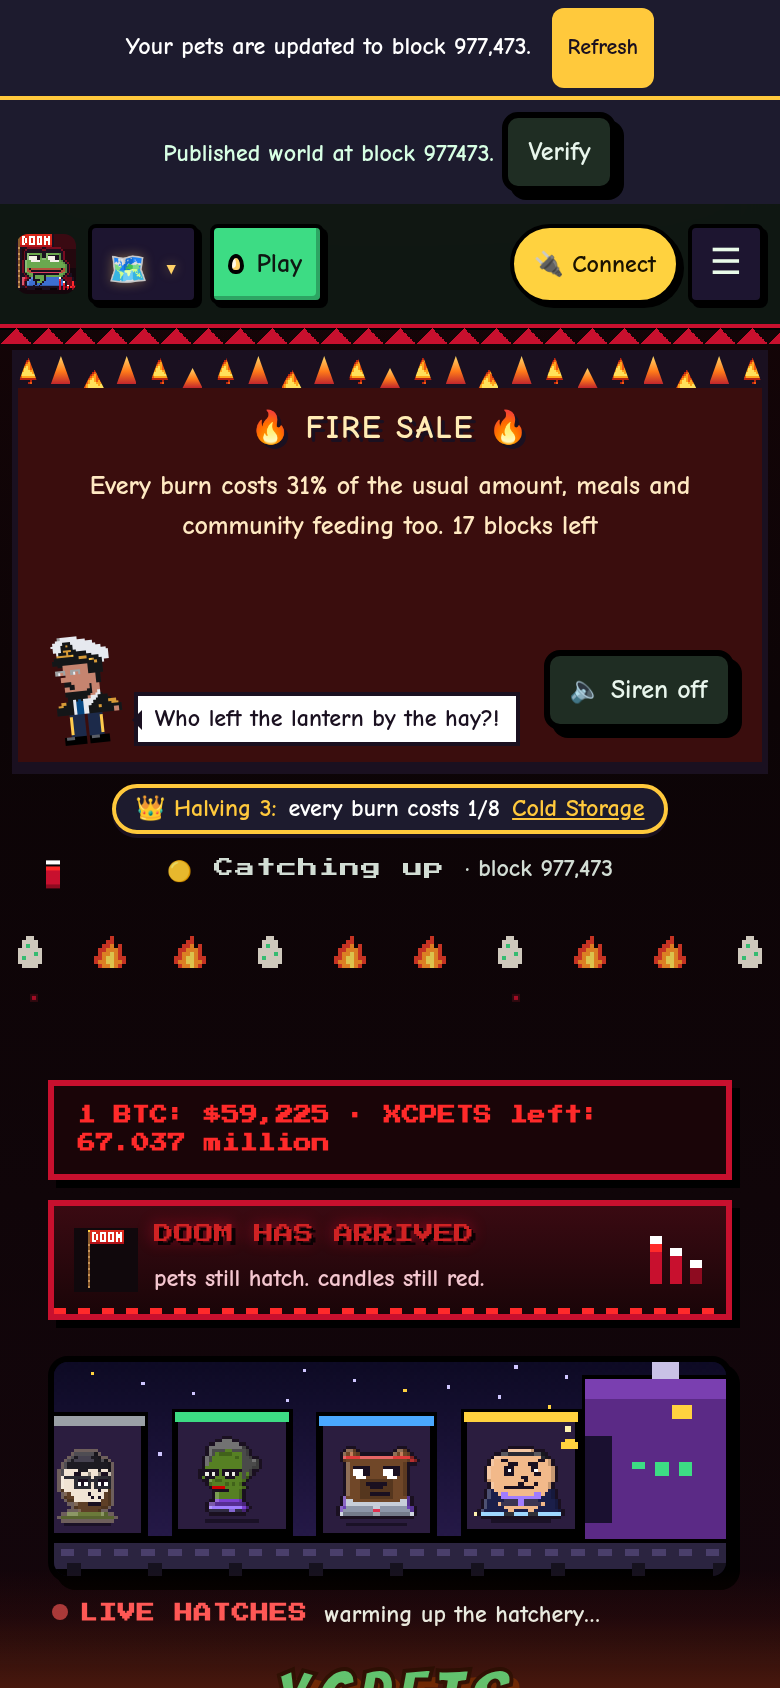 Your pets are updated to block 977,473. Refresh
Published world at block 977473. Verify
DOOM
Play
Connect
🔥 FIRE SALE 🔥
Every burn costs 31% of the usual amount, meals and
community feeding too. 17 blocks left
Who left the lantern by the hay?!
Siren off
Halving 3: every burn costs 1/8 Cold Storage
Catching up · block 977,473
1 BTC: $59,225 · XCPETS left:
67.037 million
DOOM
DOOM HAS ARRIVED
pets still hatch. candles still red.
LIVE HATCHES warming up the hatchery...